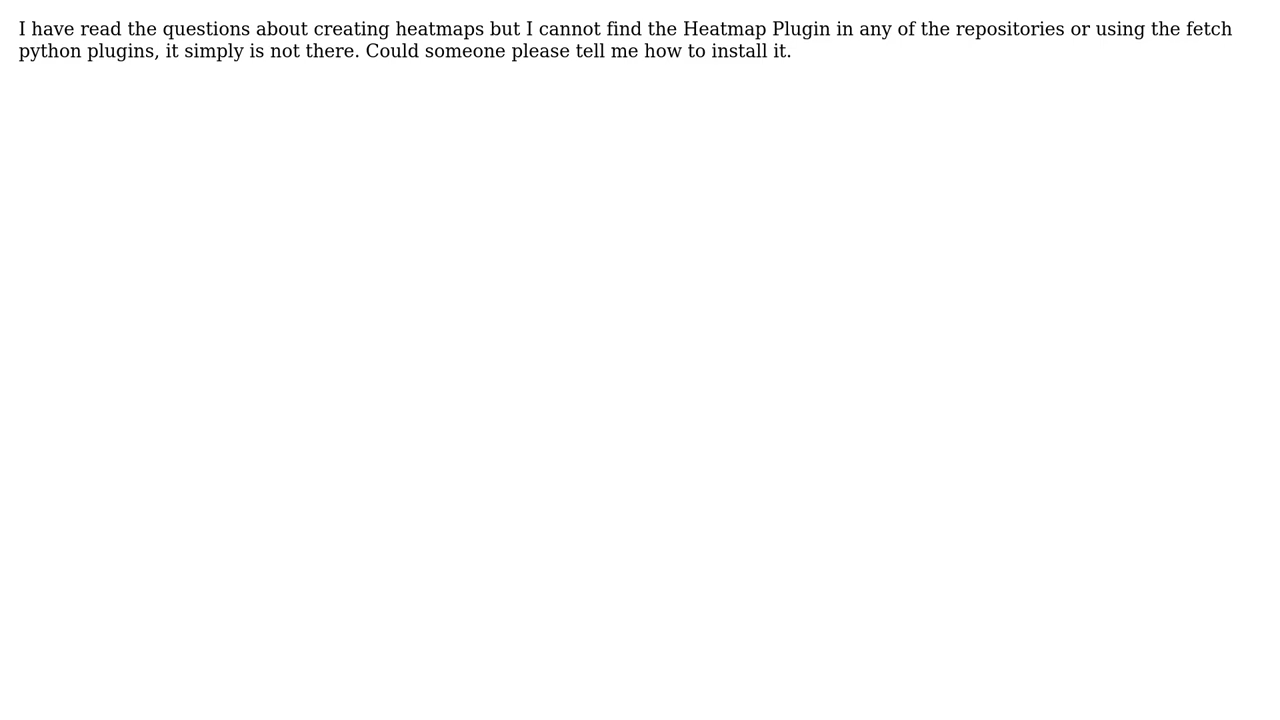 I have read the questions about creating heatmaps but I cannot find the Heatmap Plugin in any of the repositories or using the fetch
python plugins, it simply is not there. Could someone please tell me how to install it.